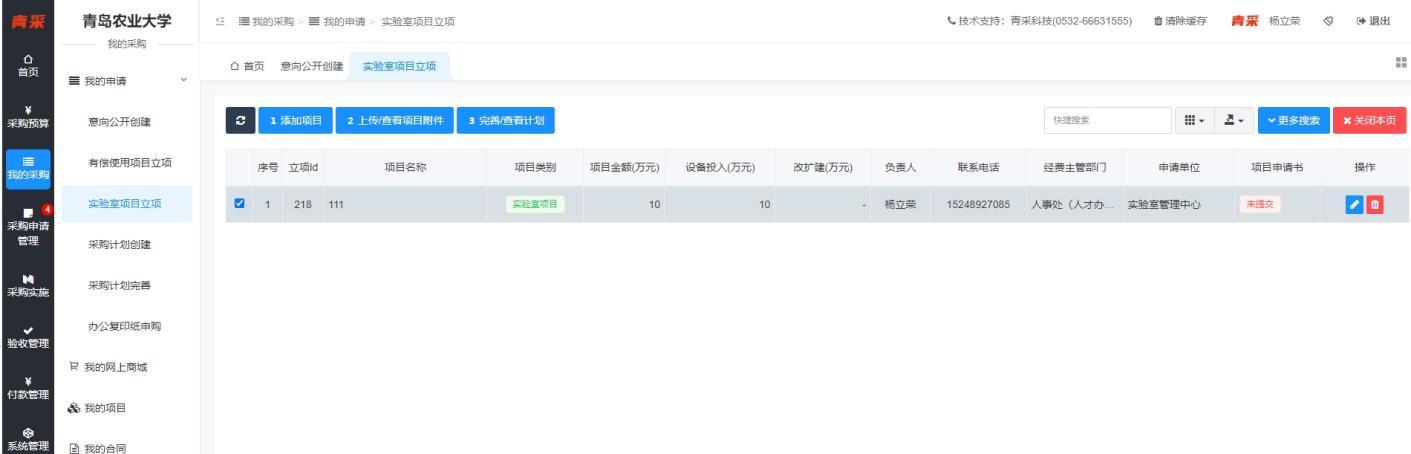 青采
首页
采购预算
我的采购
4
采购申请
管理
采购实施
验收管理
付款管理
系统管理
青岛农业大学
我的采购
我的申请
意向公开创建
有偿使用项目立项
实验室项目立项
采购计划创建
采购计划完善
办公复印纸申购
我的网上商城
我的项目
我的合同
我的采购 > 我的申请 > 实验室项目立项
技术支持：青采科技(0532-66631555) 清除缓存 青采 杨立荣 退出
首页 意向公开创建 实验室项目立项
1 添加项目 2 上传/查看项目附件 3 完善/查看计划 快捷搜索 更多搜索 关闭本页
序号 立项Id 项目名称 项目类别 项目金额(万元) 设备投入(万元) 改扩建(万元) 负责人 联系电话 经费主管部门 申请单位 项目申请书 操作
1 218 111 实验室项目 10 10 - 杨立荣 15248927085 人事处（人才办... 实验室管理中心 未提交